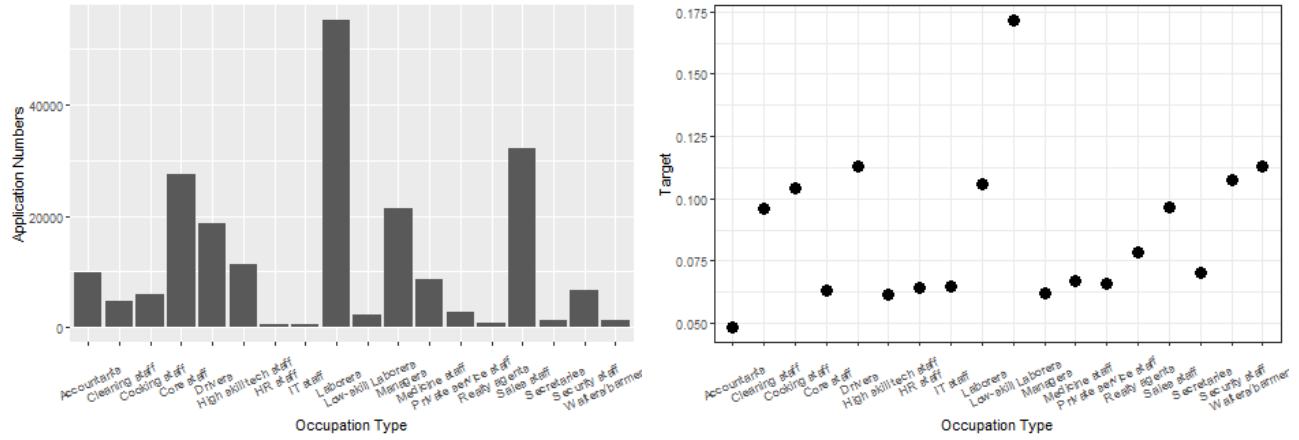 Application Numbers
40000
20000
0
Accountants
Cleaning staff
Cooking staff
Core staff
Drivers
High skill tech staff
HR staff
IT staff
Laborers
Low-skill Laborers
Managers
Medicine staff
Private service staff
Realty agents
Sales staff
Secretaries
Security staff
Waiters/barmen
Occupation Type
Target
0.175
0.150
0.125
0.100
0.075
0.050
Accountants
Cleaning staff
Cooking staff
Core staff
Drivers
High skill tech staff
HR staff
IT staff
Laborers
Low-skill Laborers
Managers
Medicine staff
Private service staff
Realty agents
Sales staff
Secretaries
Security staff
Waiters/barmen
Occupation Type